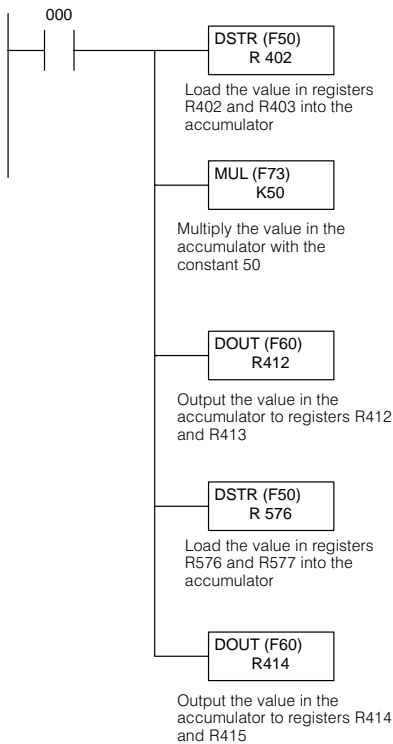 000
DSTR (F50)
R 402
Load the value in registers
R402 and R403 into the
accumulator
MUL (F73)
K50
Multiply the value in the
accumulator with the
constant 50
DOUT (F60)
R412
Output the value in the
accumulator to registers R412
and R413
DSTR (F50)
R 576
Load the value in registers
R576 and R577 into the
accumulator
DOUT (F60)
R414
Output the value in the
accumulator to registers R414
and R415